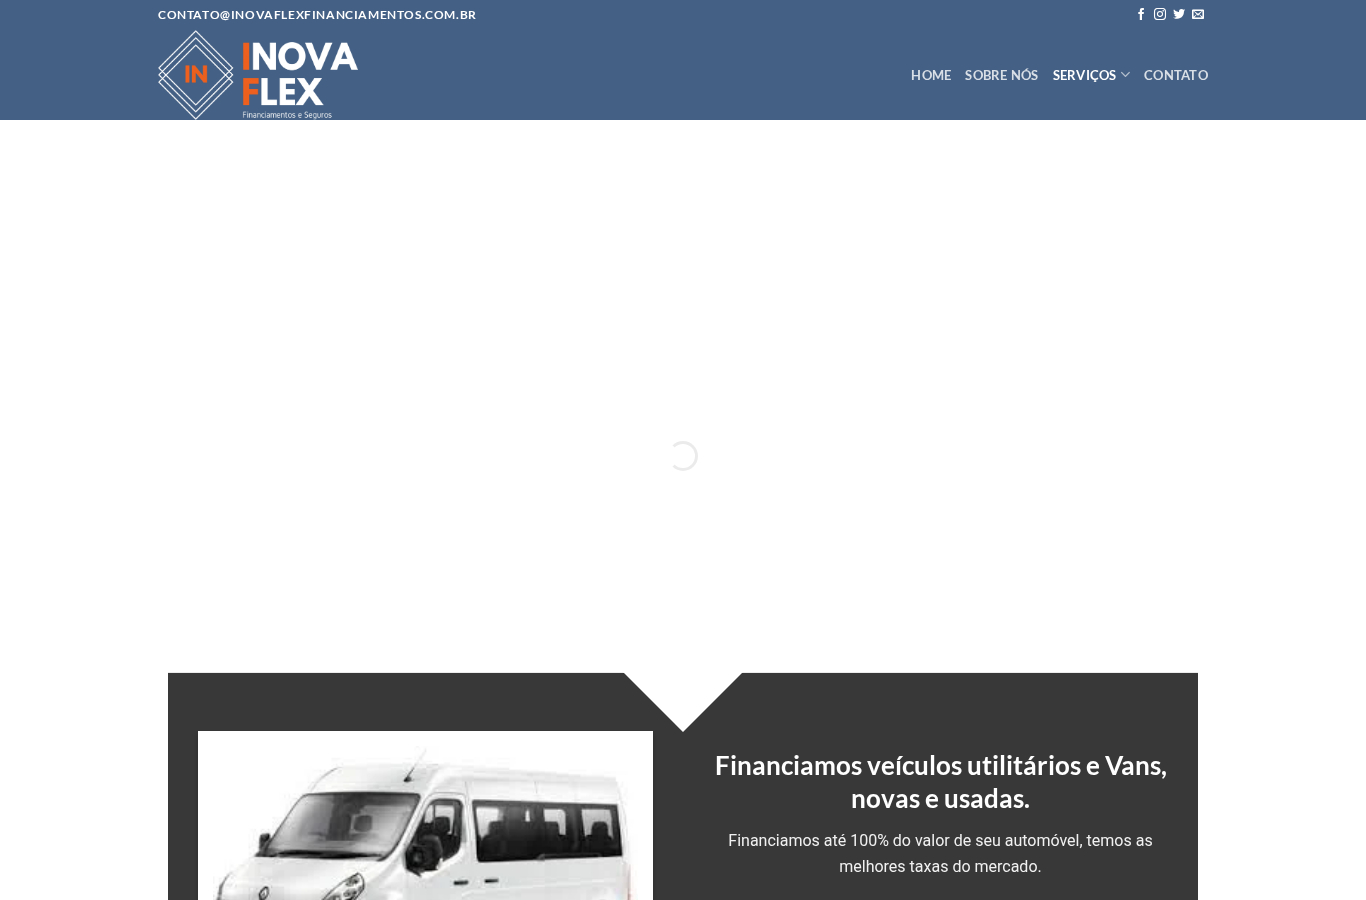 CONTATO@INOVAFLEXFINANCIAMENTOS.COM.BR
IN
INOVA
FLEX
Financiamentos e Seguros
HOME SOBRE NÓS SERVIÇOS CONTATO
Financiamos veículos utilitários e Vans,
novas e usadas.
Financiamos até 100% do valor de seu automóvel, temos as
melhores taxas do mercado.